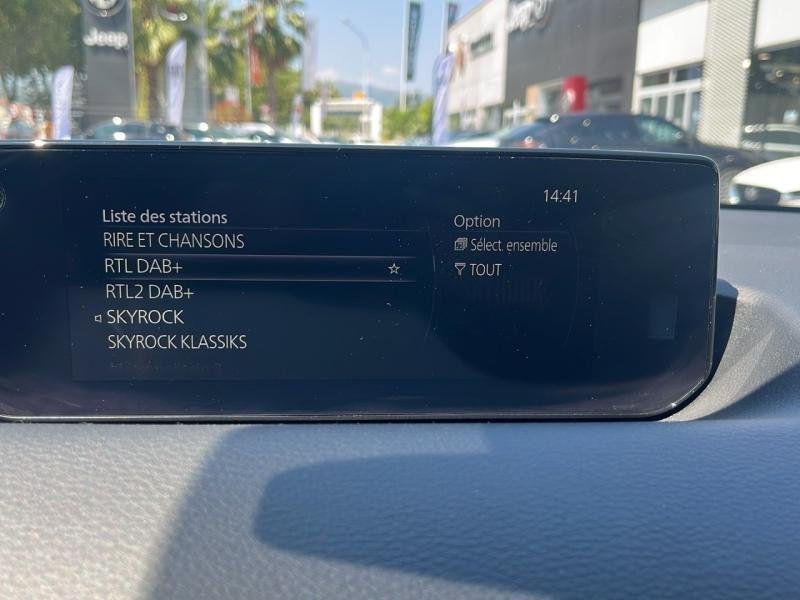 Jeep
Jeep
14:41
Liste des stations
RIRE ET CHANSONS
RTL DAB+
RTL2 DAB+
SKYROCK
SKYROCK KLASSIKS
Option
Sélect. ensemble
TOUT